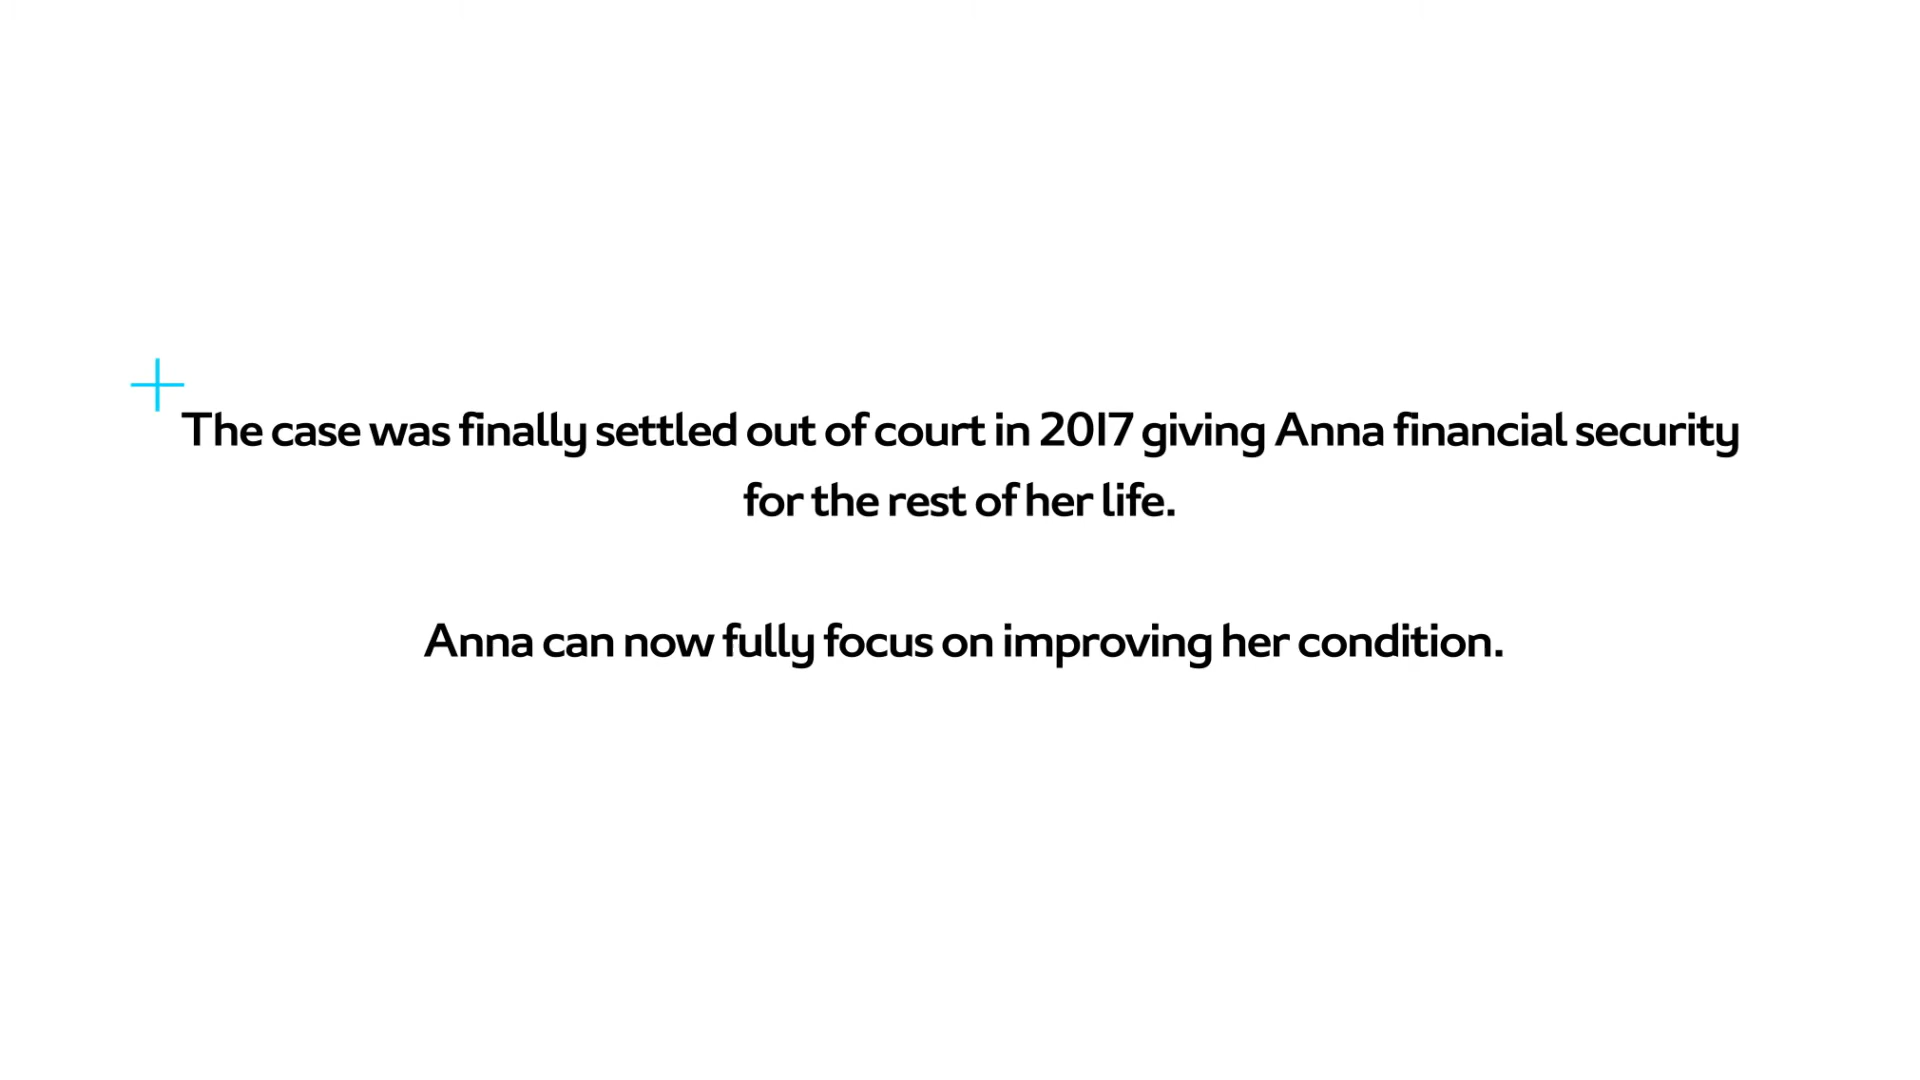 The case was finally settled out of court in 2017 giving Anna financial security
for the rest of her life.
Anna can now fully focus on improving her condition.